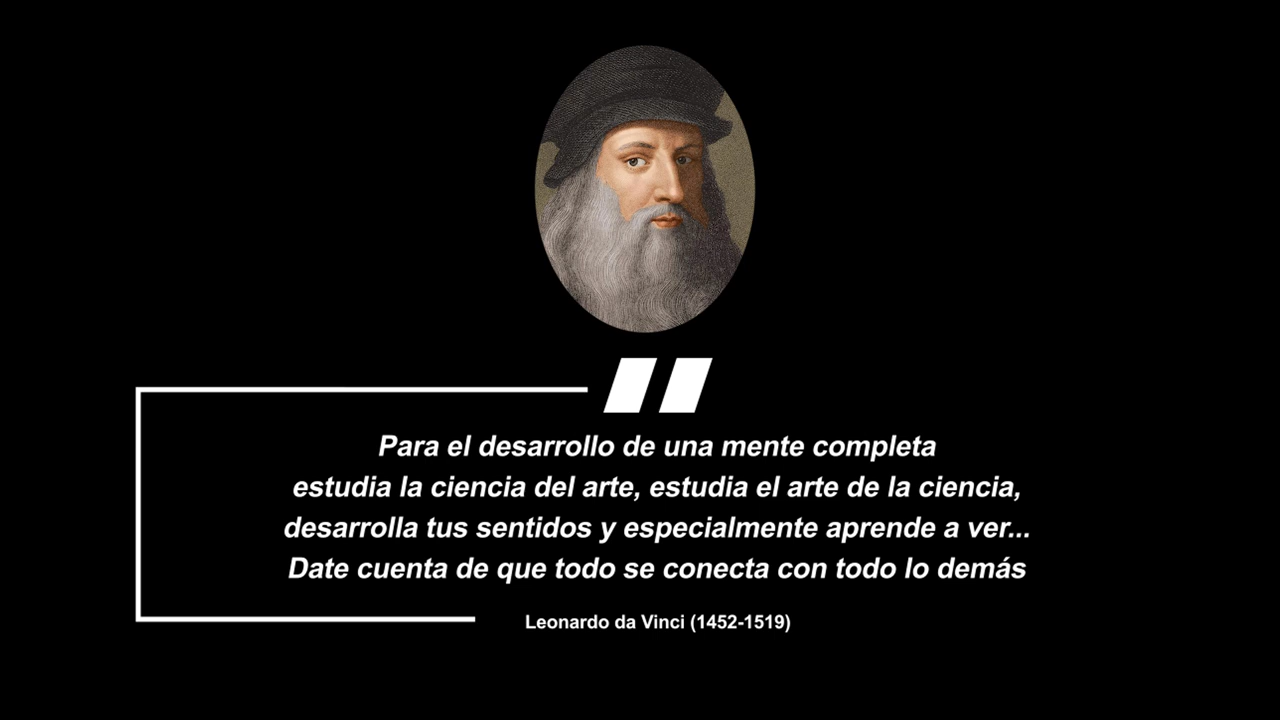 Para el desarrollo de una mente completa
estudia la ciencia del arte, estudia el arte de la ciencia,
desarrolla tus sentidos y especialmente aprende a ver...
Date cuenta de que todo se conecta con todo lo demás
Leonardo da Vinci (1452-1519)